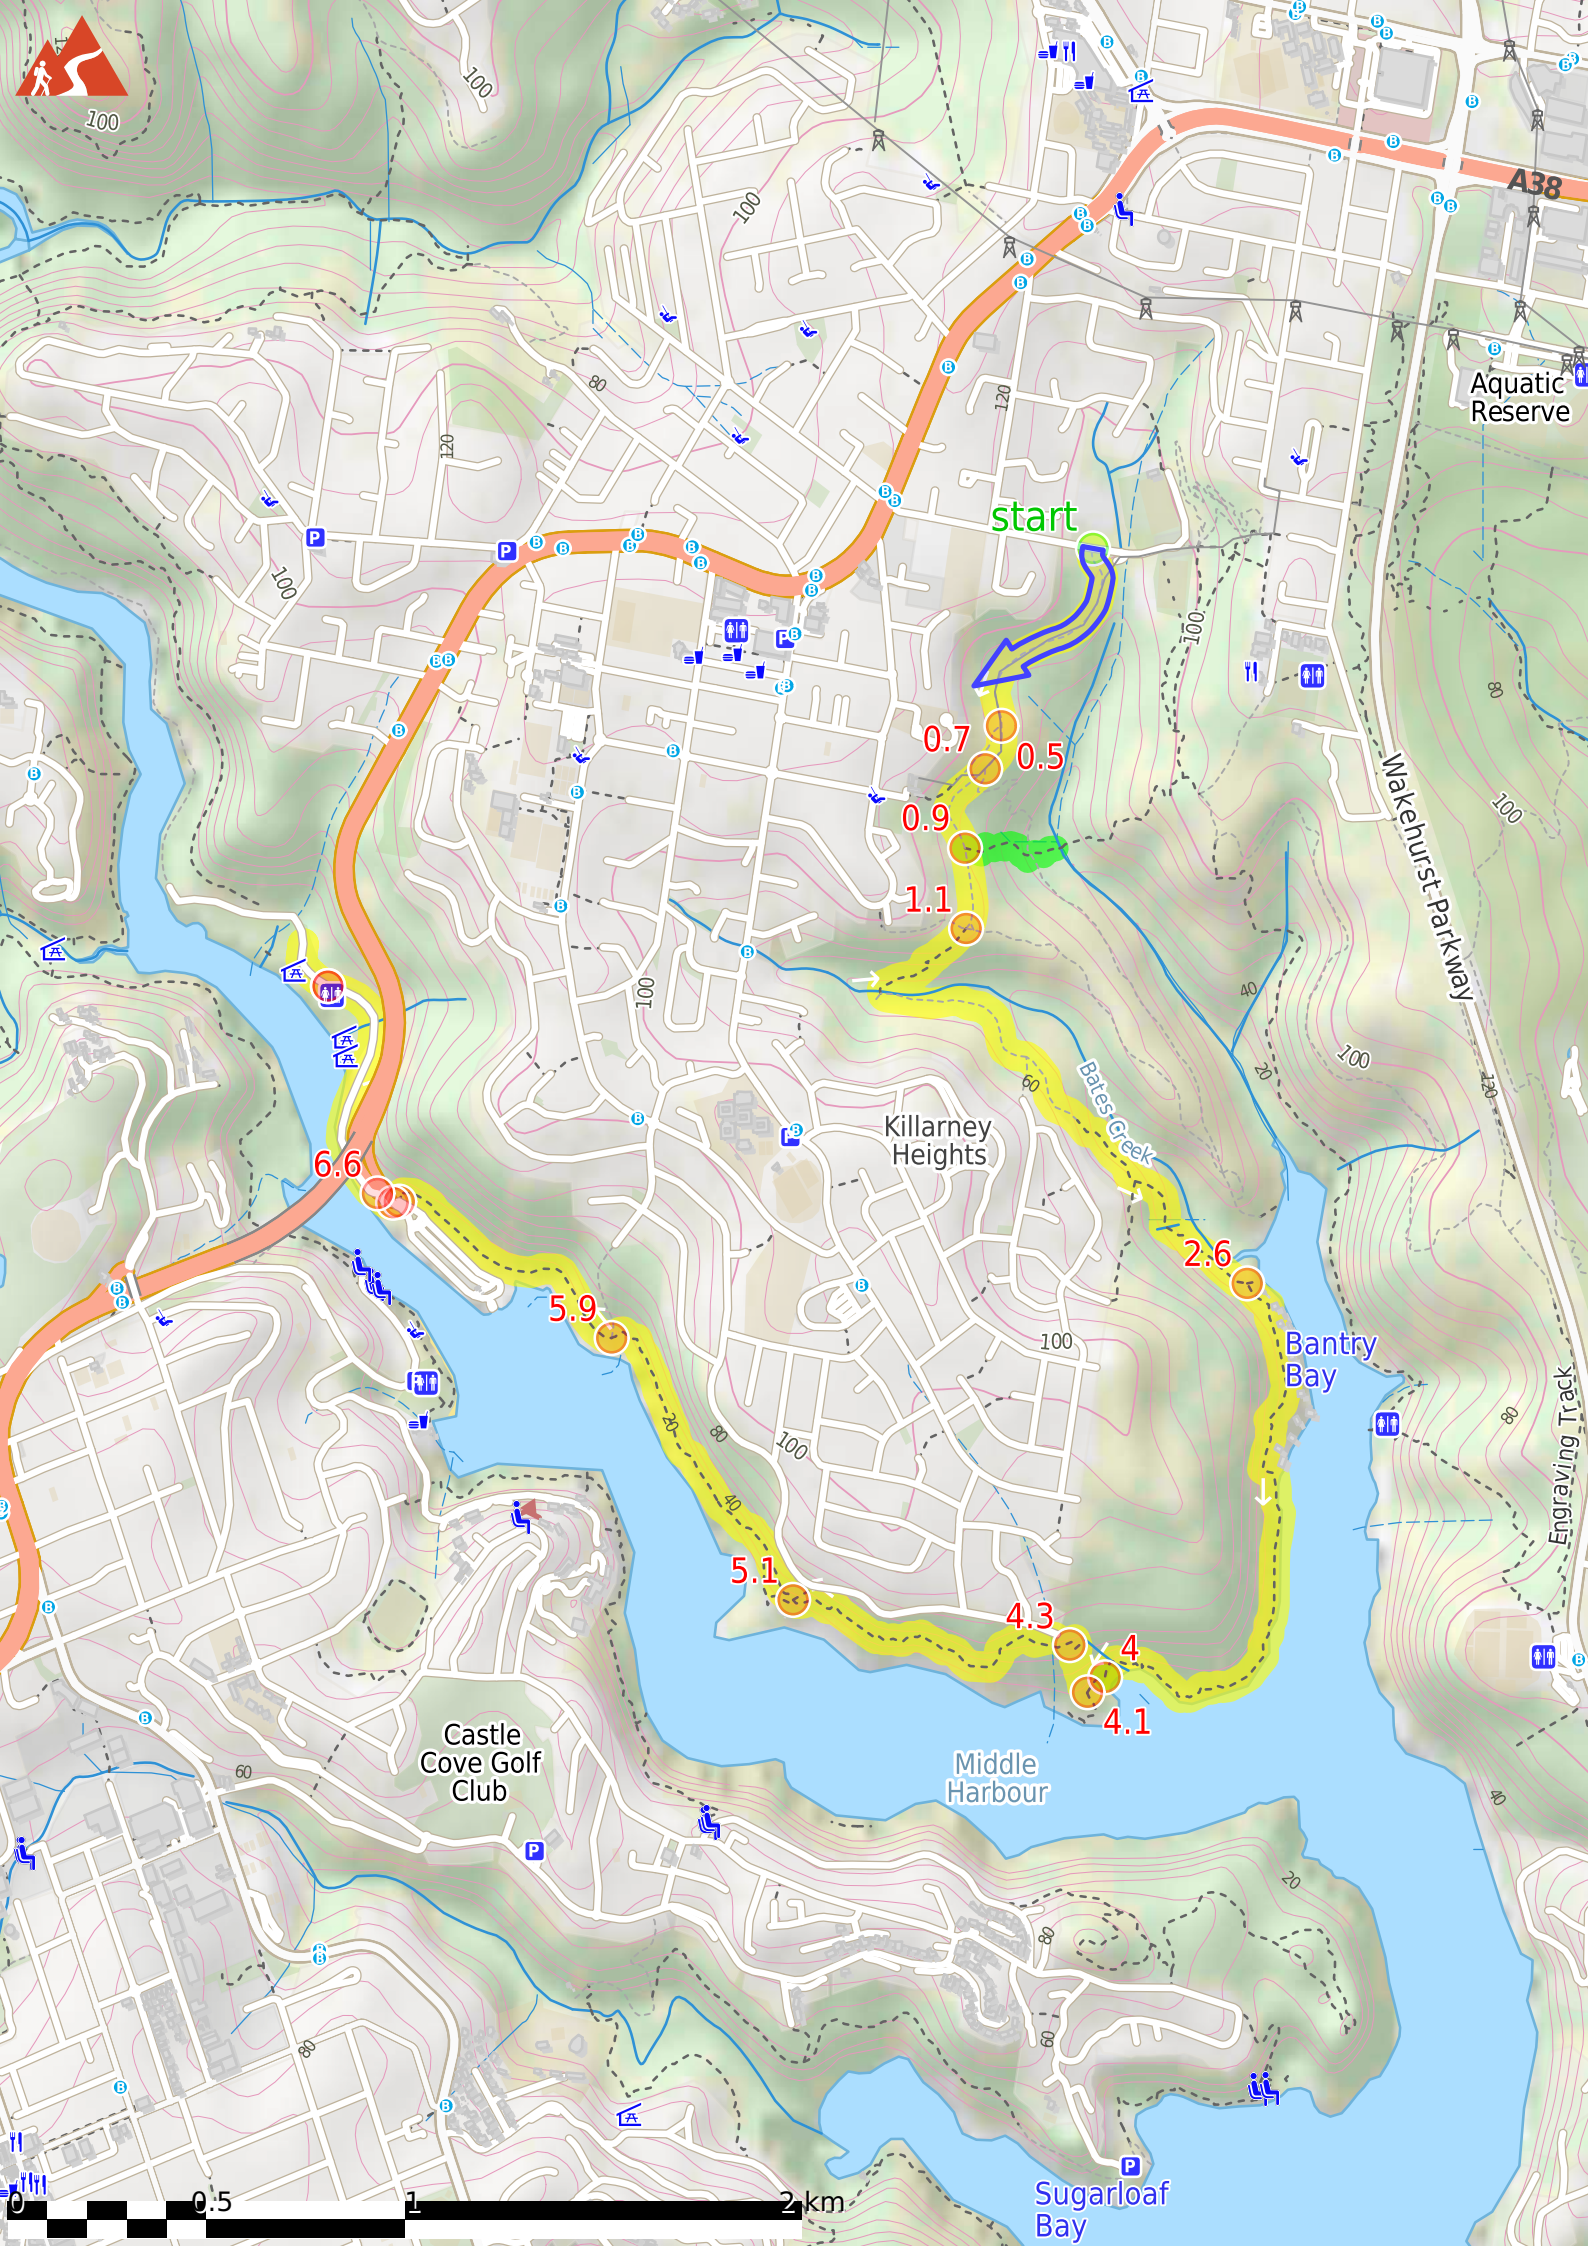 100
100
A38
100
120
80
Aquatic
Reserve
120
start
100
100
80
0.7
0.5
Wakehurst Parkway
100
0.9
1.1
100
40
100
20
120
60
Bates Creek
Killarney
Heights
6.6
2.6
5.9
100
Bantry
Bay
Engraving Track
20
80
100
80
40
5.1
4.3
4
4.1
Castle
Cove Golf
Club
Middle
Harbour
60
40
20
80
60
80
Sugarloaf
Bay
0 0.5 1 2 km